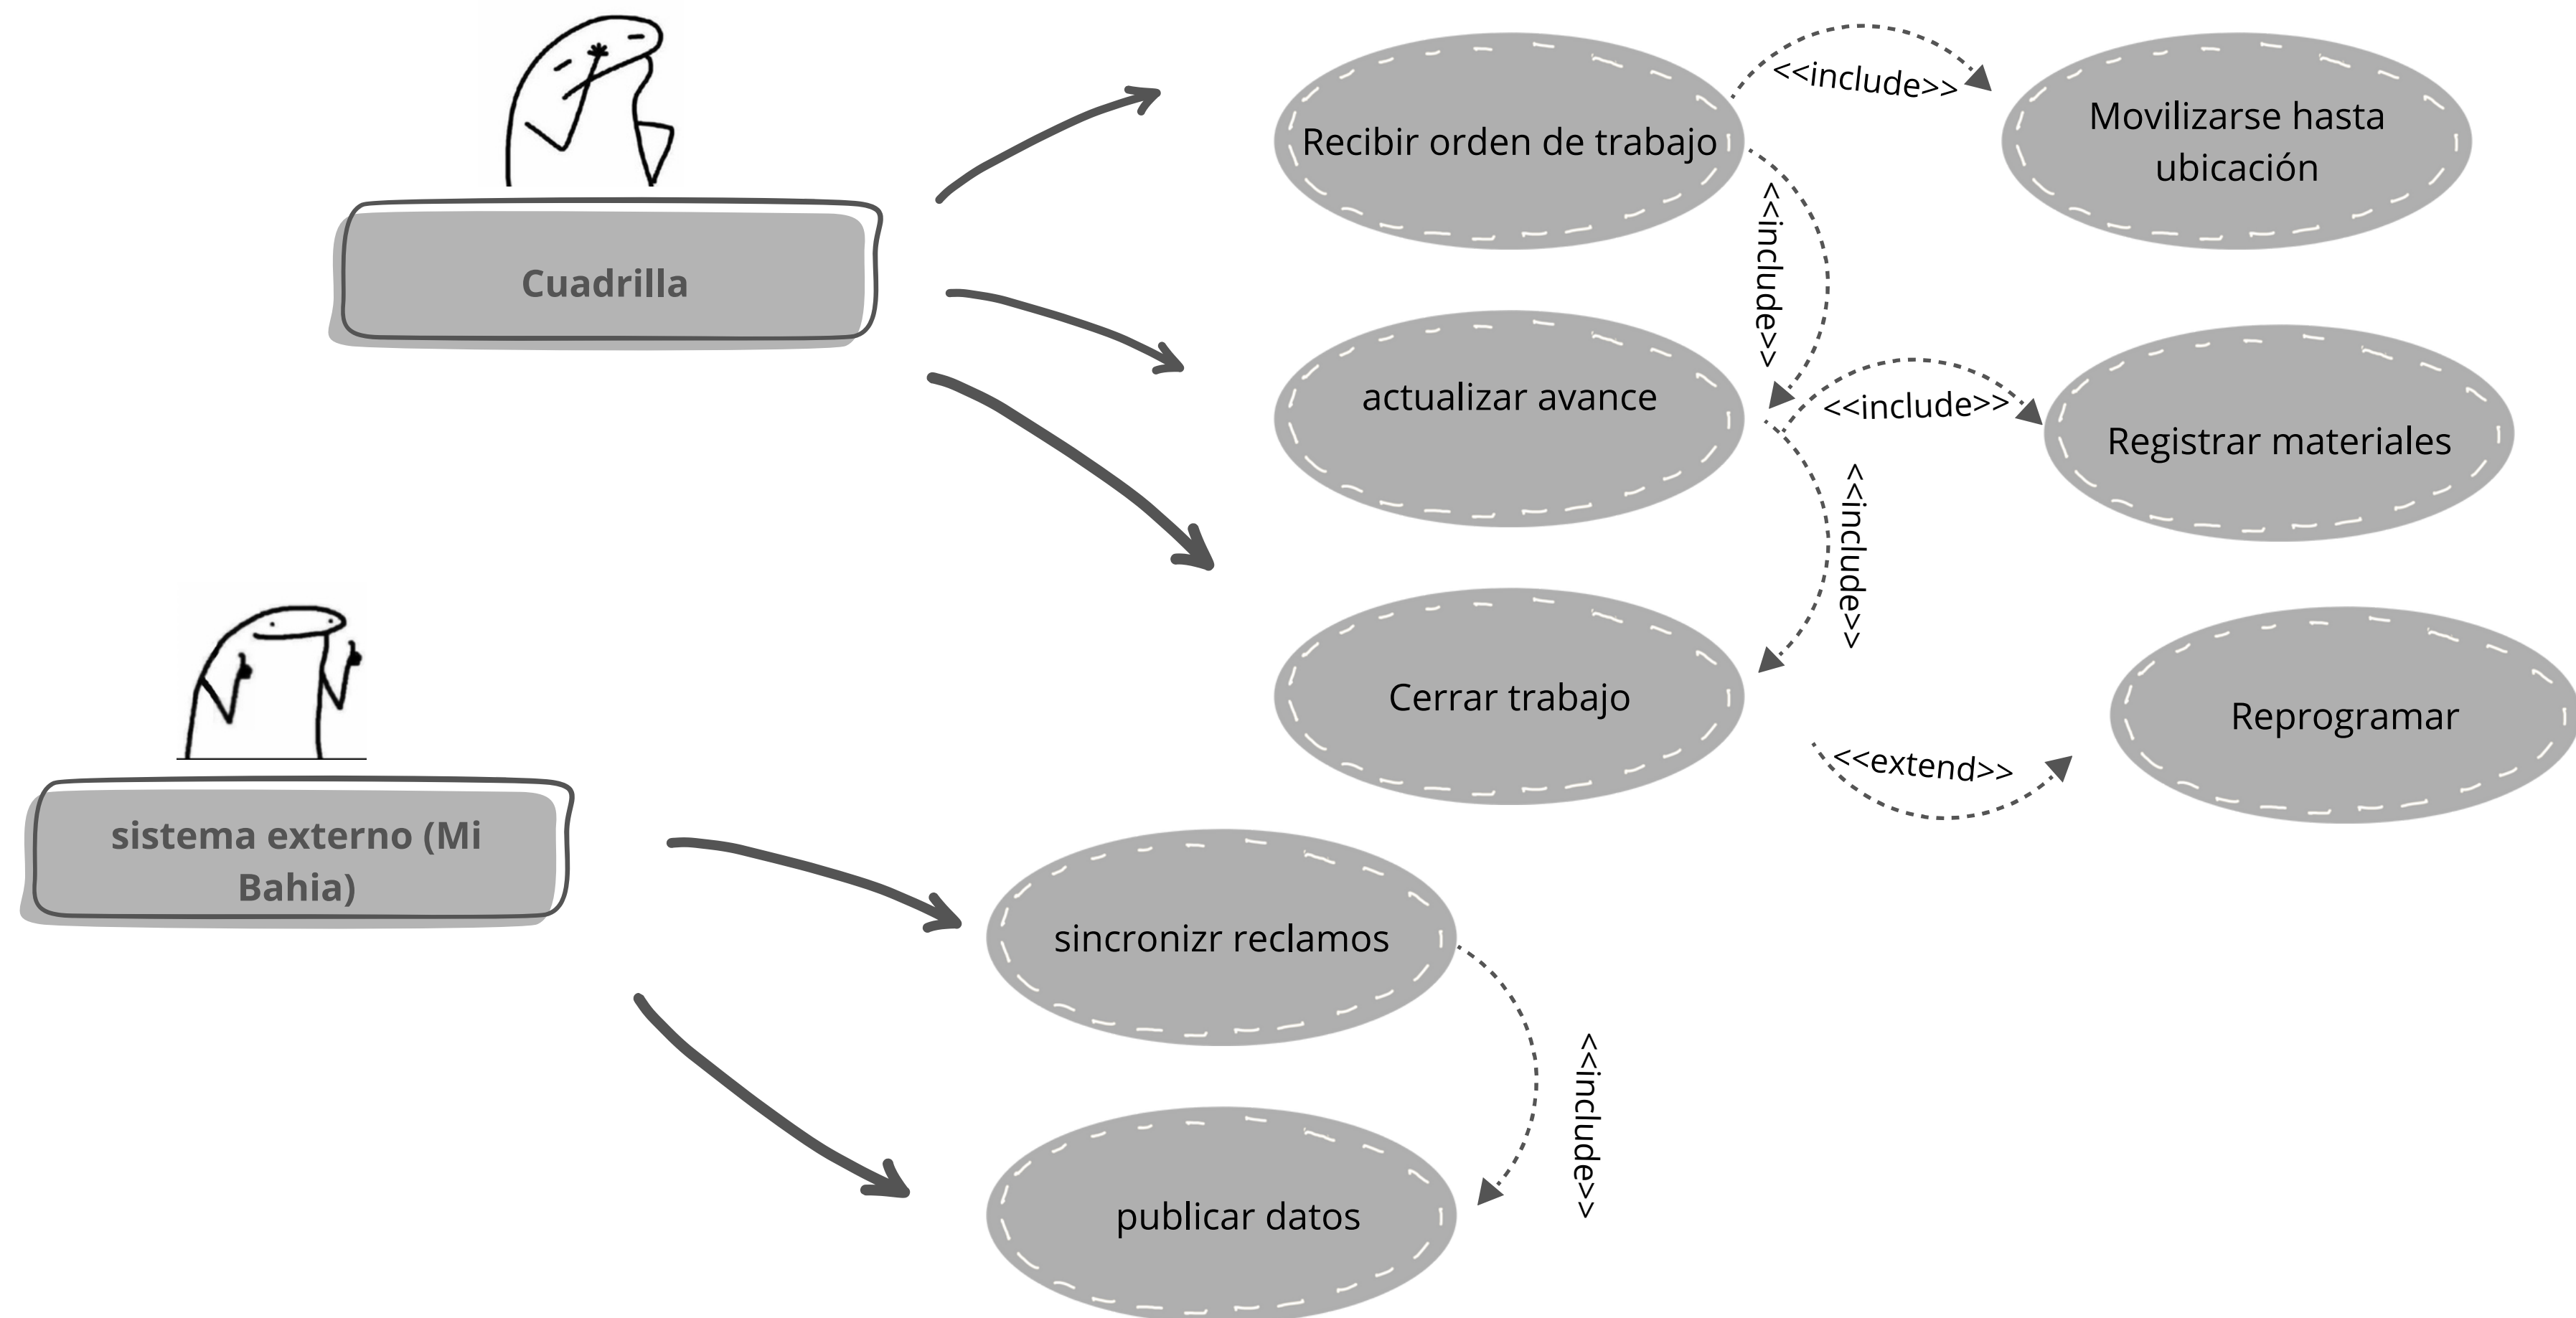 Cuadrilla
Recibir orden de trabajo
<<include>>
Movilizarse hasta
ubicación
<<include>>
actualizar avance
<<include>>
Registrar materiales
<<include>>
Cerrar trabajo
<<extend>>
Reprogramar
sistema externo (Mi
Bahia)
sincronizr reclamos
<<include>>
publicar datos